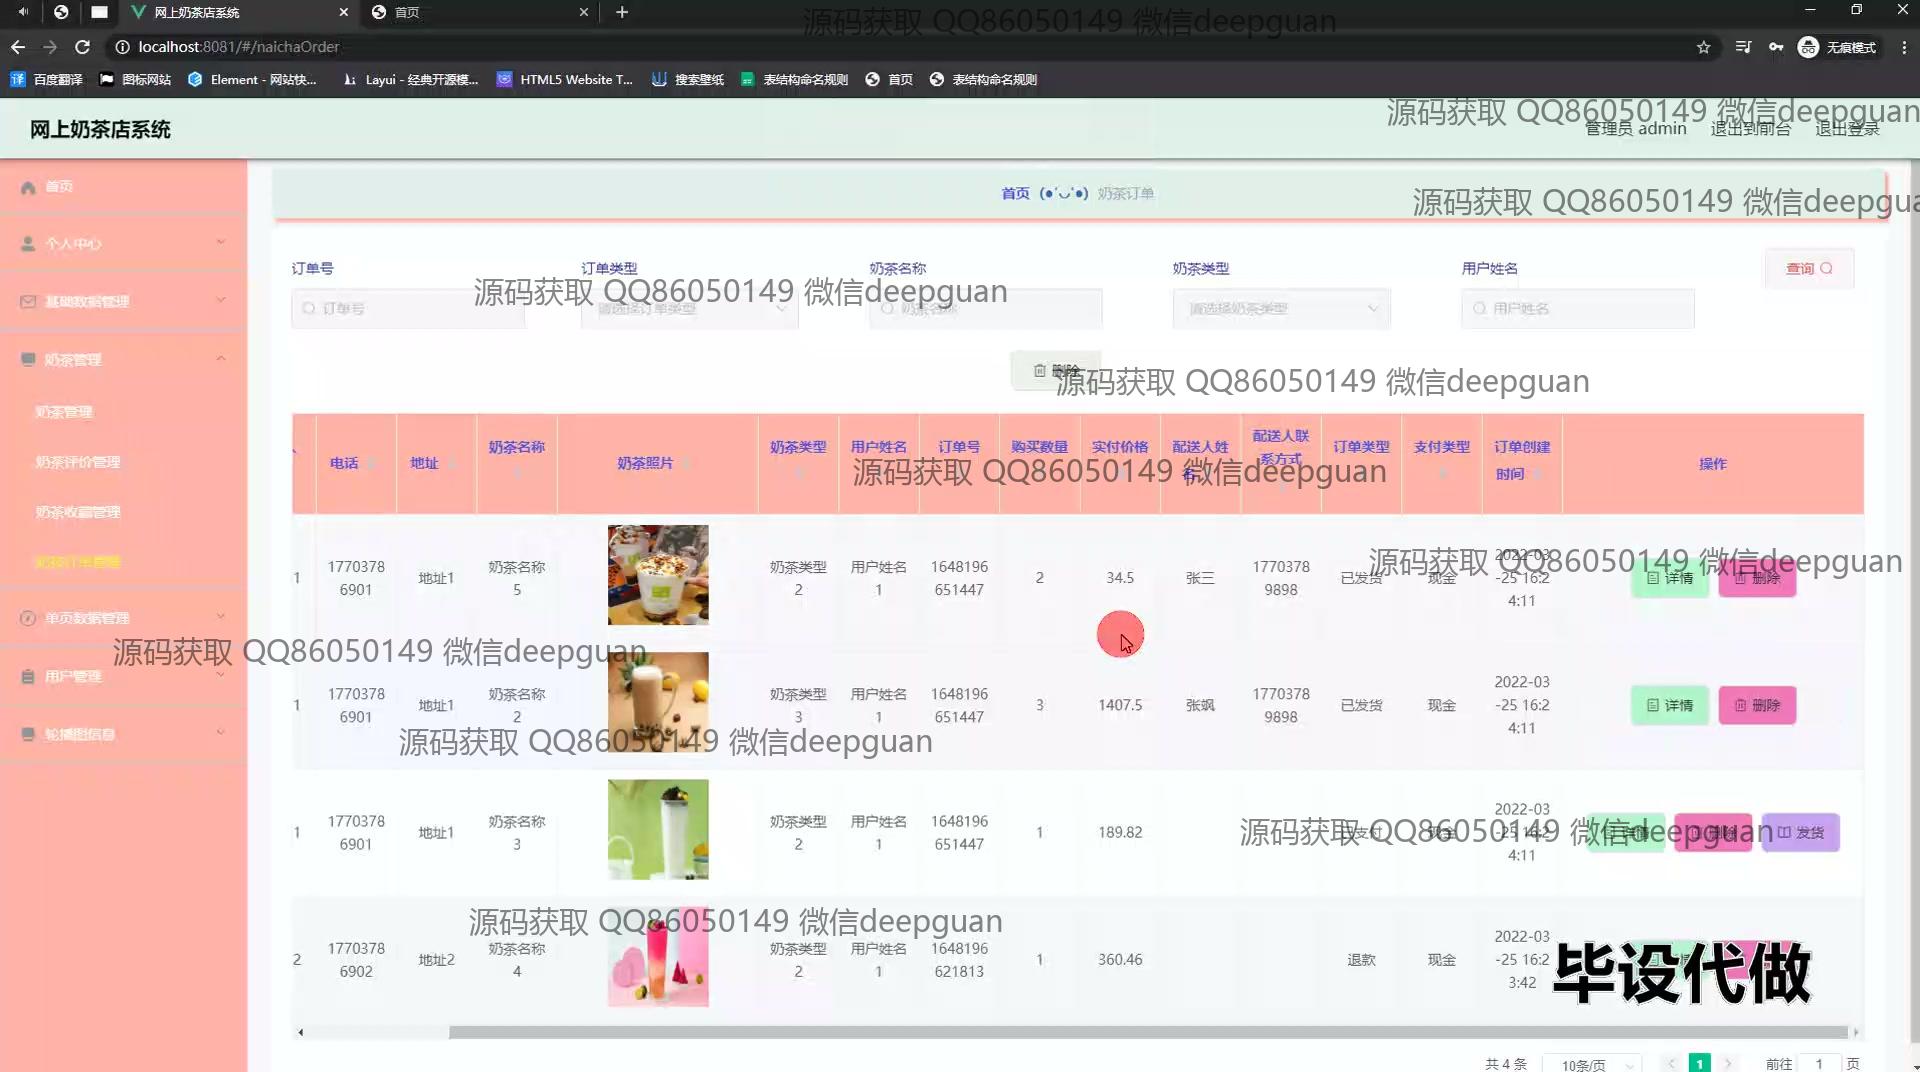 网上奶茶店系统
首页
localhost:8081/#/naichaOrder
无痕模式
百度翻译
图标网站
Element - 网站快...
Layui - 经典开源模...
HTML5 Website T...
搜索壁纸
表结构命名规则
首页
表结构命名规则
源码获取 QQ86050149 微信deepguan
网上奶茶店系统
管理员 admin
退出到前台
退出登录
源码获取 QQ86050149 微信deepguan
首页 (●'◡'●) 奶茶订单
源码获取 QQ86050149 微信deepgua
首页
个人中心
基础数据管理
奶茶管理
奶茶管理
奶茶评价管理
奶茶收藏管理
奶茶订单管理
单页数据管理
用户管理
轮播图信息
订单号
订单类型
奶茶名称
奶茶类型
用户姓名
查询
订单号
请选择订单类型
奶茶名称
请选择奶茶类型
用户姓名
源码获取 QQ86050149 微信deepguan
删除
源码获取 QQ86050149 微信deepguan
电话 地址 奶茶名称 奶茶照片 奶茶类型 用户姓名 订单号 购买数量 实付价格 配送人姓名 配送人联系方式 订单类型 支付类型 订单创建时间 操作
源码获取 QQ86050149 微信deepguan
1 17703786901 地址1 奶茶名称5 奶茶类型2 用户姓名1 1648196651447 2 34.5 张三 17703789898 已发货 现金 2022-03-25 16:24:11 详情 删除
源码获取 QQ86050149 微信deepguan
源码获取 QQ86050149 微信deepguan
1 17703786901 地址1 奶茶名称2 奶茶类型3 用户姓名1 1648196651447 3 1407.5 张飒 17703789898 已发货 现金 2022-03-25 16:24:11 详情 删除
源码获取 QQ86050149 微信deepguan
1 17703786901 地址1 奶茶名称3 奶茶类型2 用户姓名1 1648196651447 1 189.82 已支付 现金 2022-03-25 16:24:11 详情 删除 发货
源码获取 QQ86050149 微信deepguan
源码获取 QQ86050149 微信deepguan
2 17703786902 地址2 奶茶名称4 奶茶类型2 用户姓名1 1648196621813 1 360.46 退款 现金 2022-03-25 16:23:42
毕设代做
共 4 条 10条/页 1 前往 1 页